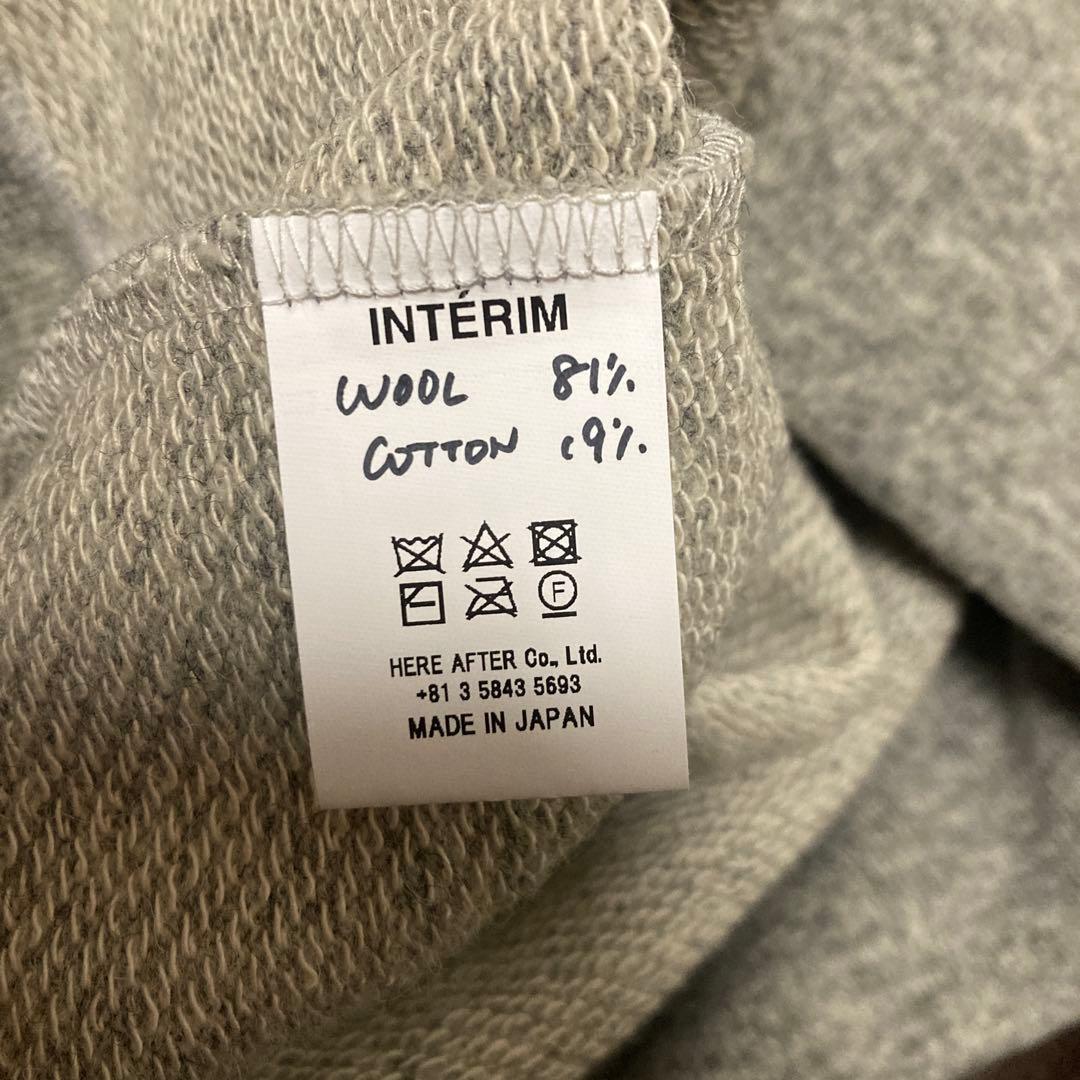 INTÉRIM
WOOL 81%
COTTON 19%
F
HERE AFTER Co., Ltd.
+81 3 5843 5693
MADE IN JAPAN